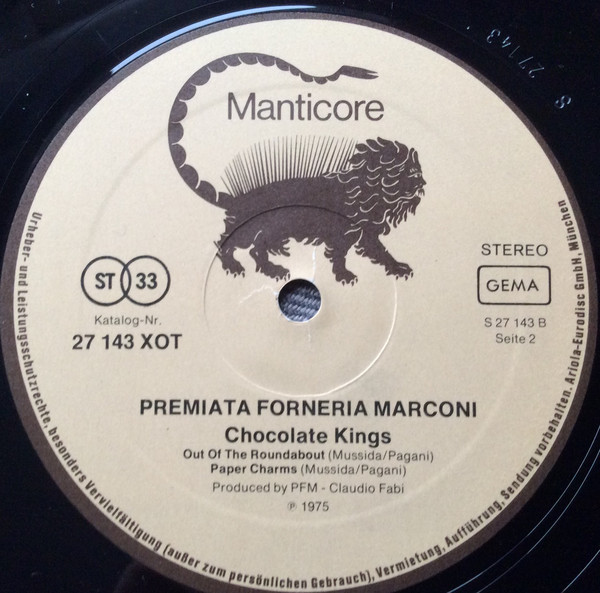 Manticore
ST 33
Katalog-Nr.
27 143 XOT
STEREO
GEMA
S 27 143 B
Seite 2
PREMIATA FORNERIA MARCONI
Chocolate Kings
Out Of The Roundabout (Mussida/Pagani)
Paper Charms (Mussida/Pagani)
Produced by PFM - Claudio Fabi
℗ 1975
Urheber- und Leistungsschutzrechte, besonders Vervielfältigung (außer zum persönlichen Gebrauch), Vermietung, Aufführung, Sendung vorbehalten. Ariola-Eurodisc GmbH, München
S 27143